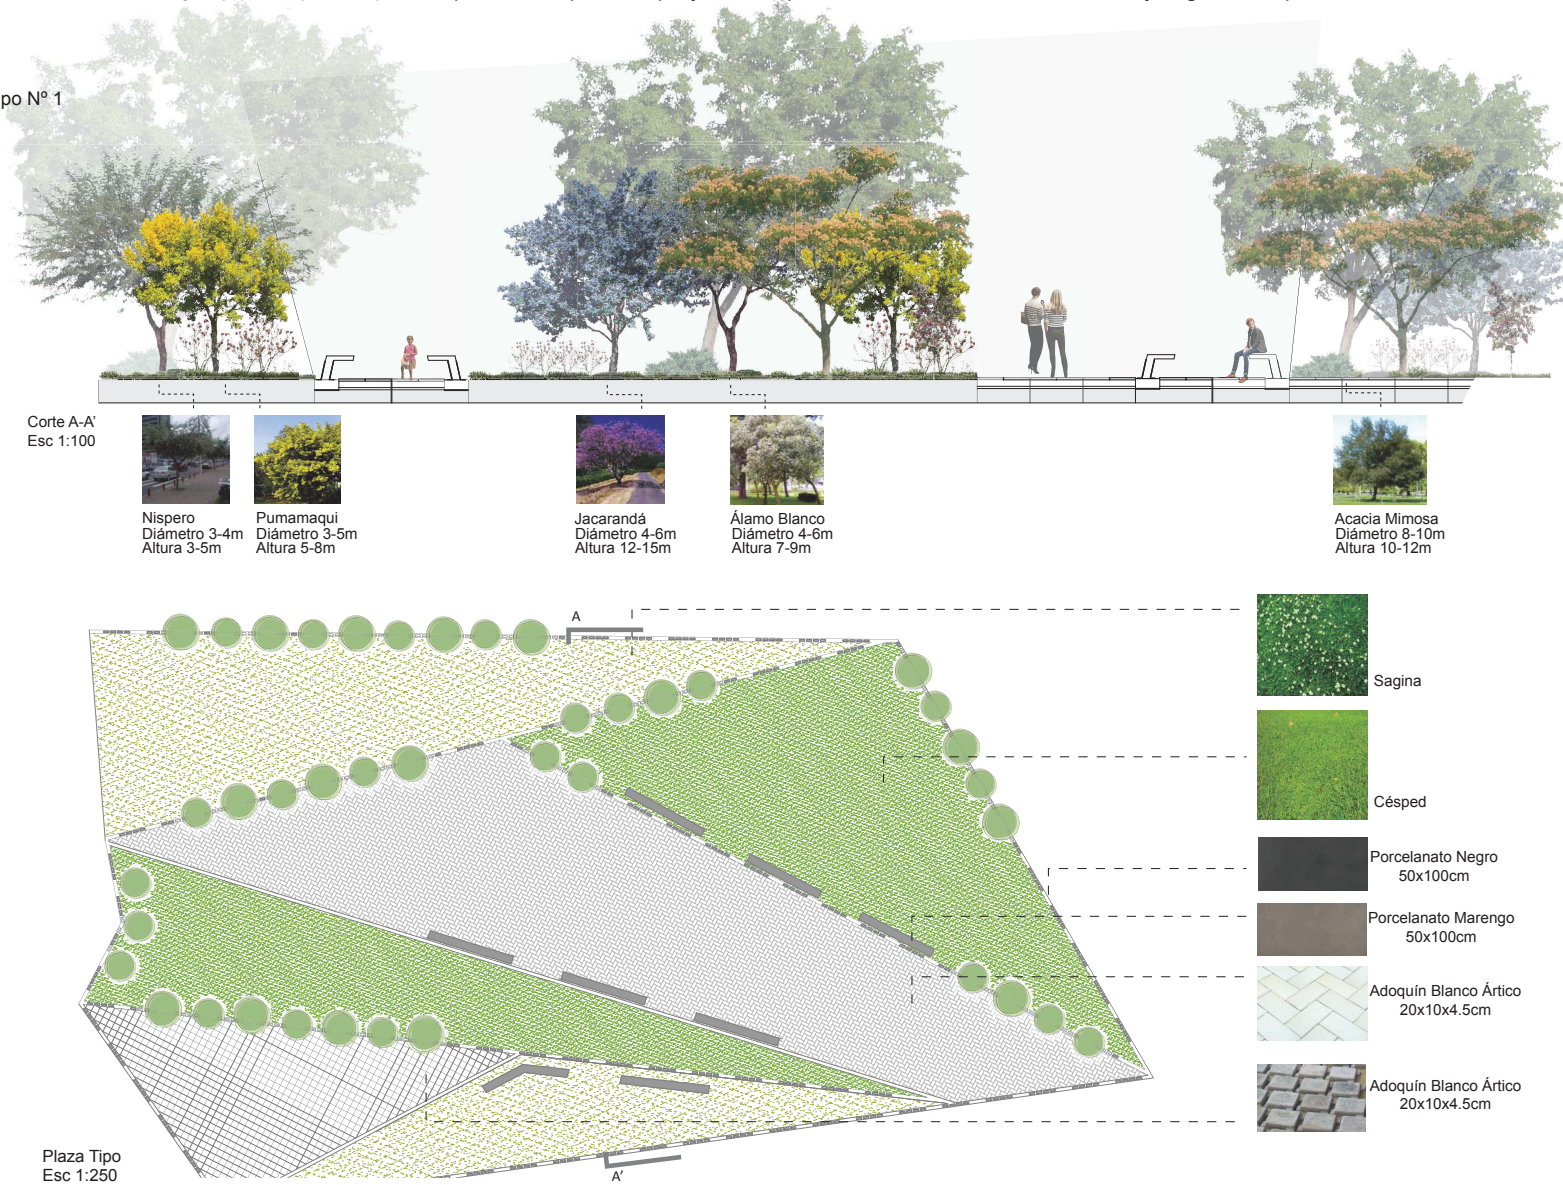 po Nº 1
Corte A-A'
Esc 1:100
Nispero
Diámetro 3-4m
Altura 3-5m
Pumamaqui
Diámetro 3-5m
Altura 5-8m
Jacarandá
Diámetro 4-6m
Altura 12-15m
Álamo Blanco
Diámetro 4-6m
Altura 7-9m
Acacia Mimosa
Diámetro 8-10m
Altura 10-12m
A
Sagina
Césped
Porcelanato Negro
50x100cm
Porcelanato Marengo
50x100cm
Adoquín Blanco Ártico
20x10x4.5cm
Adoquín Blanco Ártico
20x10x4.5cm
Plaza Tipo
Esc 1:250
A'